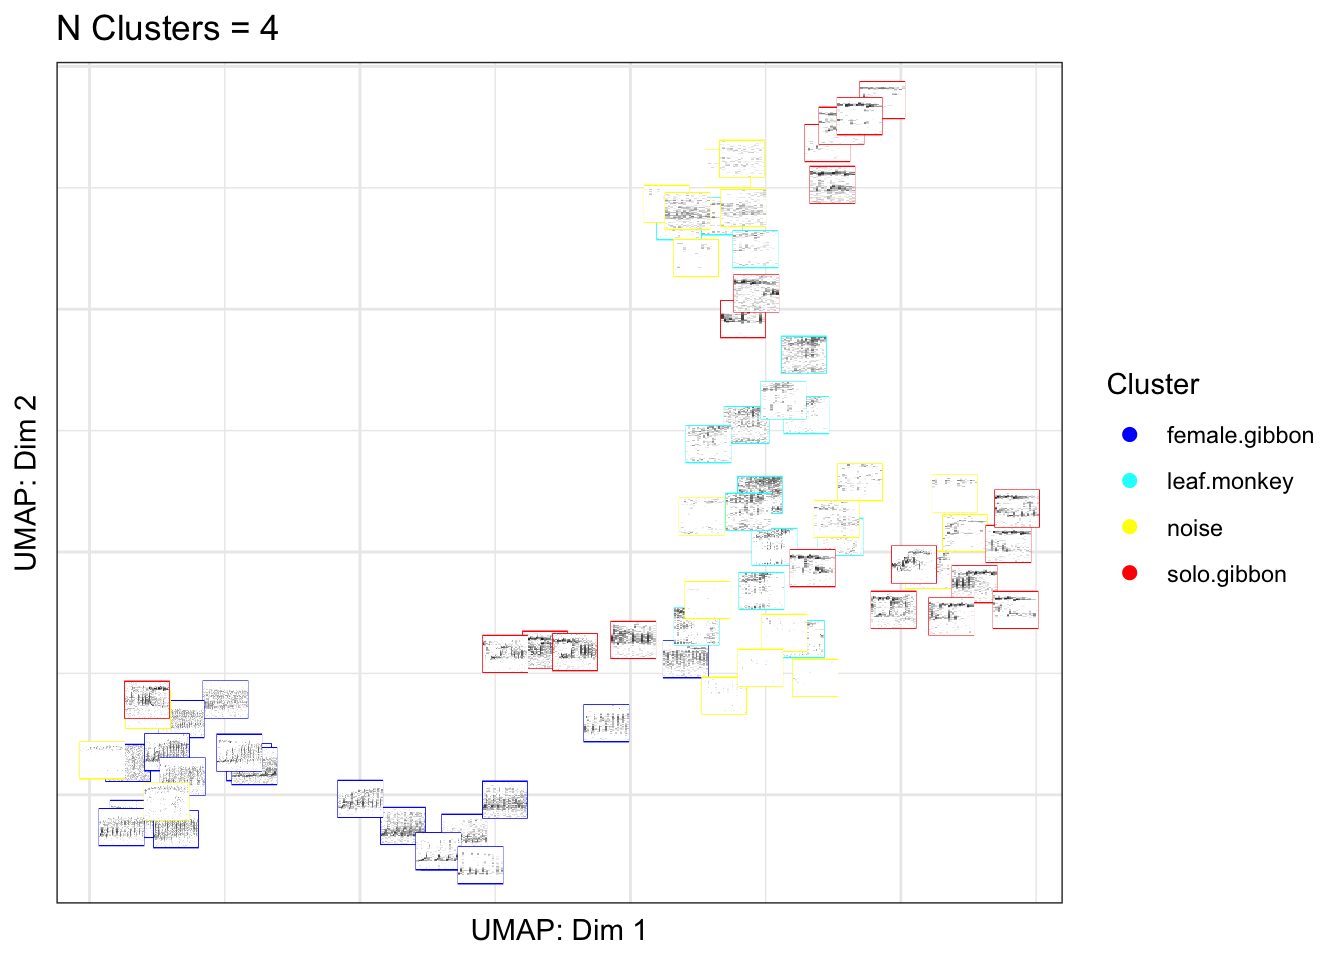 N Clusters = 4
UMAP: Dim 2
UMAP: Dim 1
Cluster
female.gibbon
leaf.monkey
noise
solo.gibbon